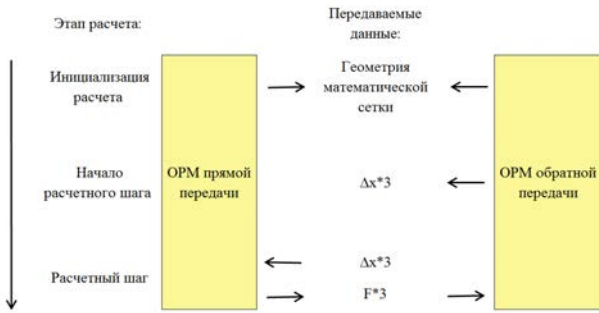 Этап расчета:
Передаваемые
данные:
Инициализация
расчета
Геометрия
математической
сетки
Начало
расчетного шага
ОРМ прямой
передачи
Δx*3
ОРМ обратной
передачи
Δx*3
Расчетный шаг
F*3